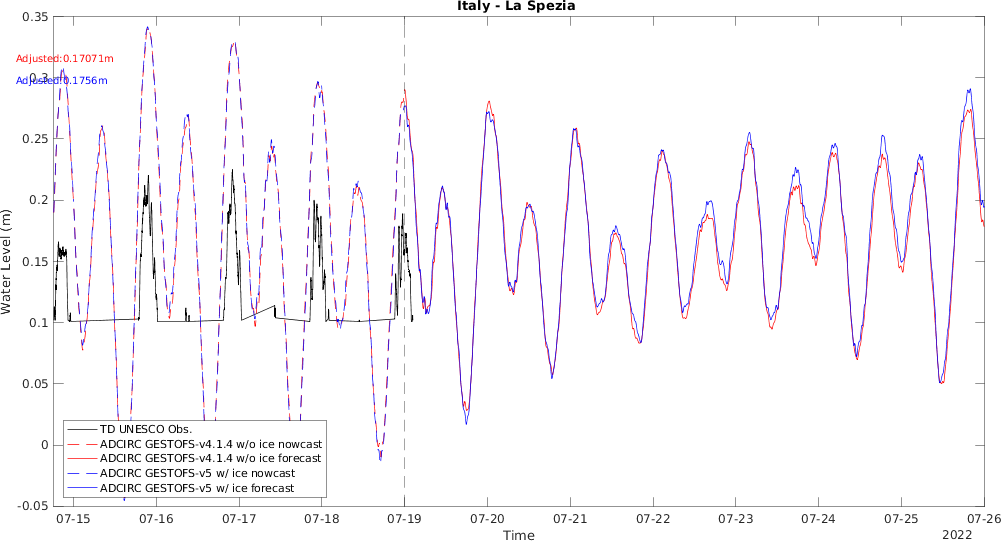 Italy - La Spezia
0.35
Adjusted:0.17071m
0.3
Adjusted:0.1756m
0.25
0.2
0.15
0.1
0.05
0
-0.05
Water Level (m)
TD UNESCO Obs.
ADCIRC GESTOFS-v4.1.4 w/o ice nowcast
ADCIRC GESTOFS-v4.1.4 w/o ice forecast
ADCIRC GESTOFS-v5 w/ ice nowcast
ADCIRC GESTOFS-v5 w/ ice forecast
07-15 07-16 07-17 07-18 07-19 07-20 07-21 07-22 07-23 07-24 07-25 07-26
Time
2022